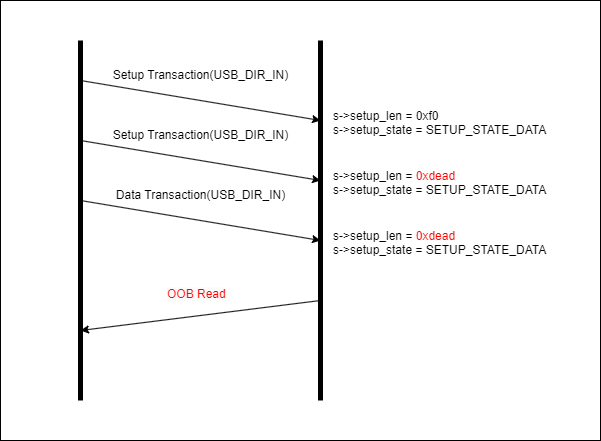 Setup Transaction(USB_DIR_IN)
s->setup_len = 0xf0
s->setup_state = SETUP_STATE_DATA
Setup Transaction(USB_DIR_IN)
s->setup_len = 0xdead
s->setup_state = SETUP_STATE_DATA
Data Transaction(USB_DIR_IN)
s->setup_len = 0xdead
s->setup_state = SETUP_STATE_DATA
OOB Read